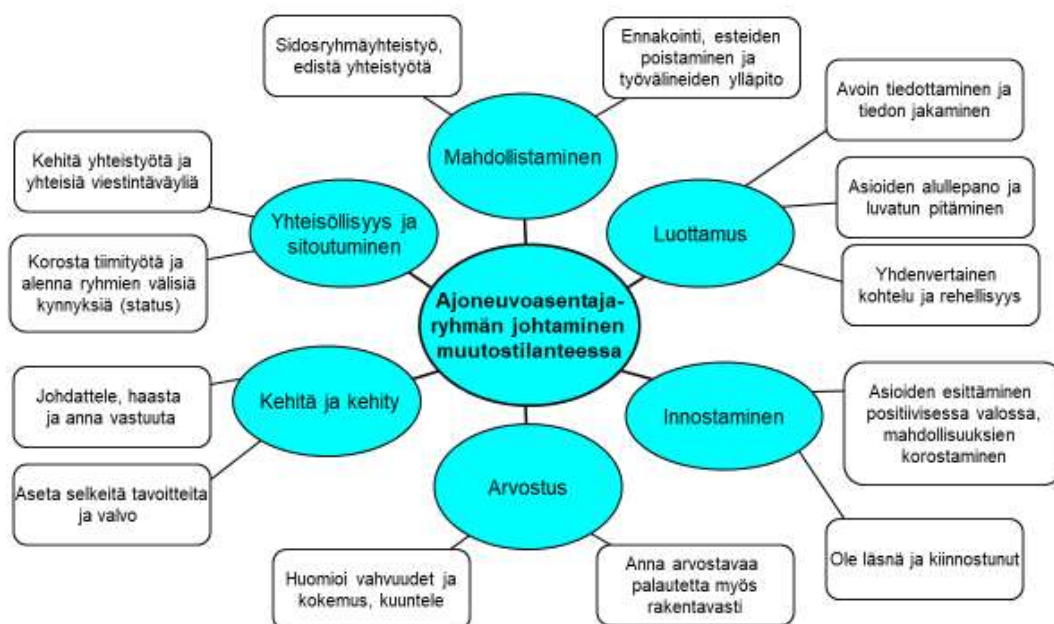 Sidosryhmäyhteistyö,
edistä yhteistyötä
Ennakointi, esteiden
poistaminen ja
työvälineiden ylläpito
Mahdollistaminen
Avoin tiedottaminen ja
tiedon jakaminen
Asioiden alullepano ja
luvatun pitäminen
Yhdenvertainen
kohtelu ja rehellisyys
Luottamus
Kehitä yhteistyötä ja
yhteisiä viestintäväyliä
Korosta tiimityötä ja
alenna ryhmien välisiä
kynnyksiä (status)
Yhteisöllisyys ja
sitoutuminen
Ajoneuvoasentaja-
ryhmän johtaminen
muutostilanteessa
Johdattele, haasta
ja anna vastuuta
Aseta selkeitä tavoitteita
ja valvo
Kehitä ja kehity
Innostaminen
Asioiden esittäminen
positiivisessa valossa,
mahdollisuuksien
korostaminen
Ole läsnä ja kiinnostunut
Arvostus
Huomioi vahvuudet ja
kokemus, kuuntele
Anna arvostavaa
palautetta myös
rakentavasti